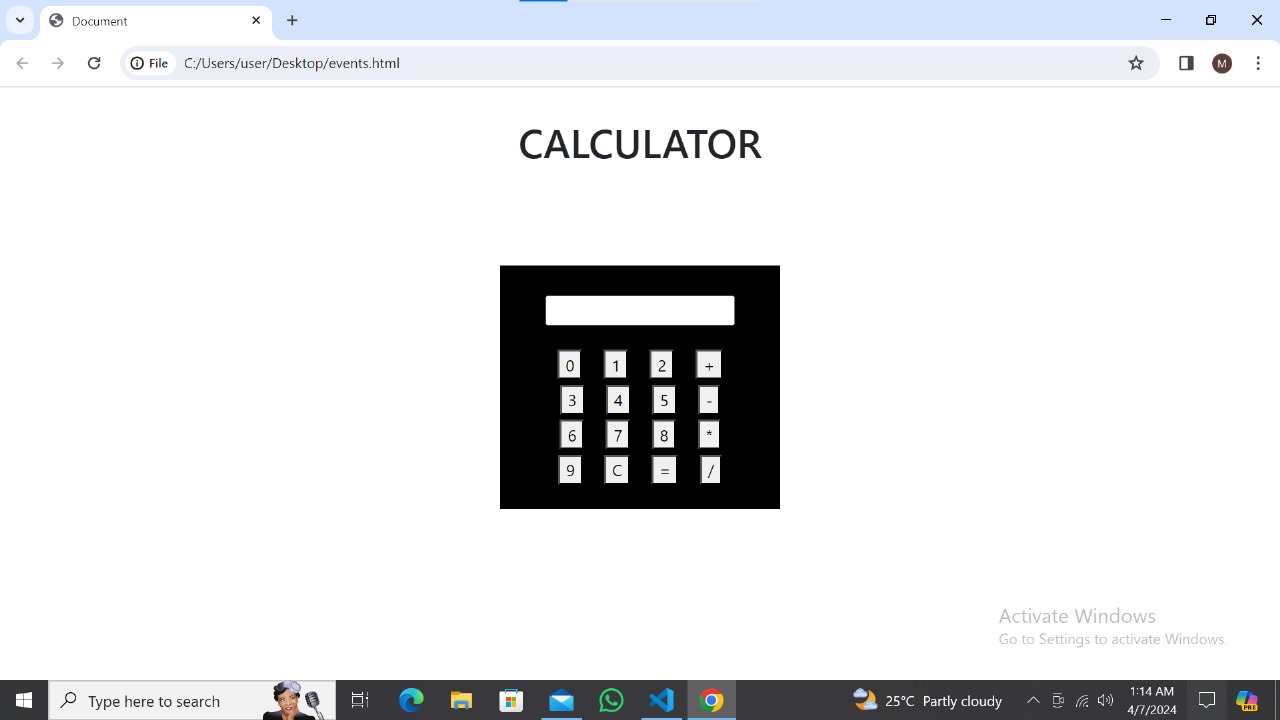 Document
File
C:/Users/user/Desktop/events.html
M
CALCULATOR
0 1 2 +
3 4 5 -
6 7 8 *
9 C = /
Activate Windows
Go to Settings to activate Windows.
Type here to search
25°C Partly cloudy
1:14 AM
4/7/2024
PRE